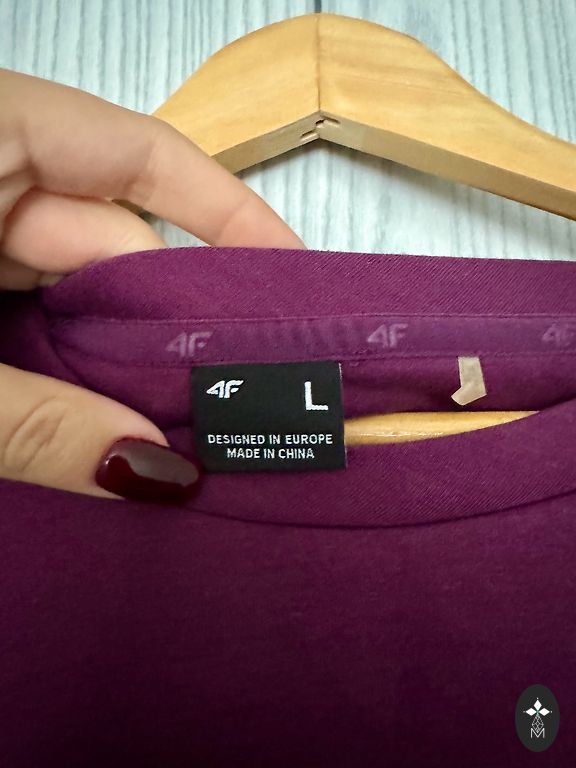 4F 4F 4F
4F L
DESIGNED IN EUROPE
MADE IN CHINA
M